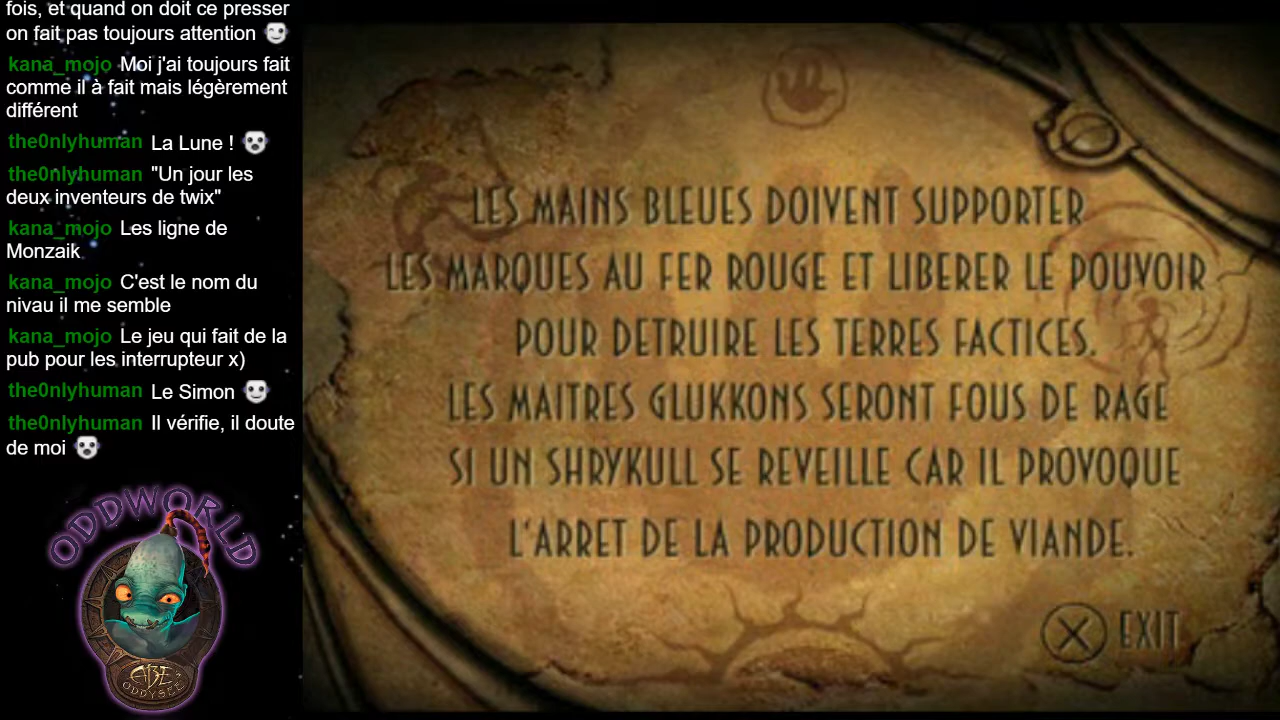 fois, et quand on doit ce presser
on fait pas toujours attention
kana_mojo Moi j'ai toujours fait
comme il à fait mais légèrement
différent
the0nlyhuman La Lune !
the0nlyhuman "Un jour les
deux inventeurs de twix"
kana_mojo Les ligne de
Monzaik
kana_mojo C'est le nom du
nivau il me semble
kana_mojo Le jeu qui fait de la
pub pour les interrupteur x)
the0nlyhuman Le Simon
the0nlyhuman Il vérifie, il doute
de moi
ODDWORLD
ABE'S
ODDYSEE
LES MAINS BLEUES DOIVENT SUPPORTER
LES MARQUES AU FER ROUGE ET LIBERER LE POUVOIR
POUR DETRUIRE LES TERRES FACTICES.
LES MAITRES GLUKKONS SERONT FOUS DE RAGE
SI UN SHRYKULL SE REVEILLE CAR IL PROVOQUE
L'ARRET DE LA PRODUCTION DE VIANDE.
X EXIT